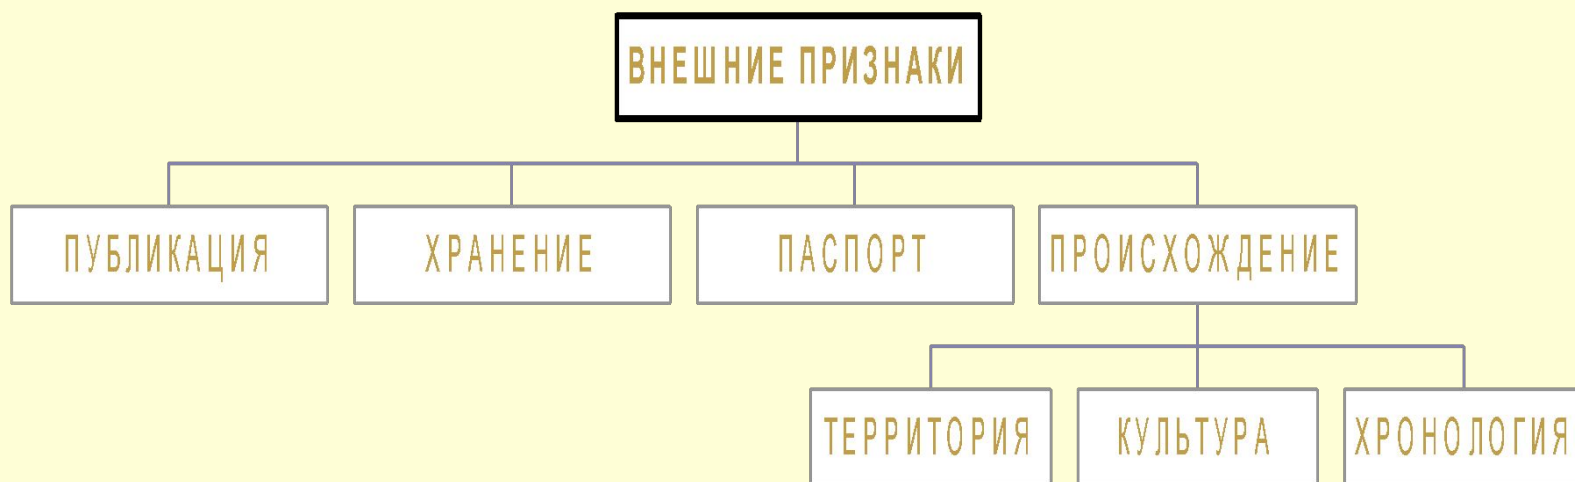 ВНЕШНИЕ ПРИЗНАКИ
ПУБЛИКАЦИЯ
ХРАНЕНИЕ
ПАСПОРТ
ПРОИСХОЖДЕНИЕ
ТЕРРИТОРИЯ
КУЛЬТУРА
ХРОНОЛОГИЯ